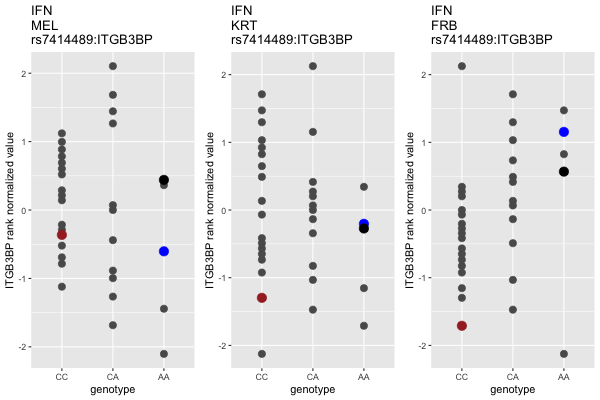 IFN
MEL
rs7414489:ITGB3BP
ITGB3BP rank normalized value
2
1
0
-1
-2
CC CA AA
genotype
IFN
KRT
rs7414489:ITGB3BP
ITGB3BP rank normalized value
2
1
0
-1
-2
CC CA AA
genotype
IFN
FRB
rs7414489:ITGB3BP
ITGB3BP rank normalized value
2
1
0
-1
-2
CC CA AA
genotype